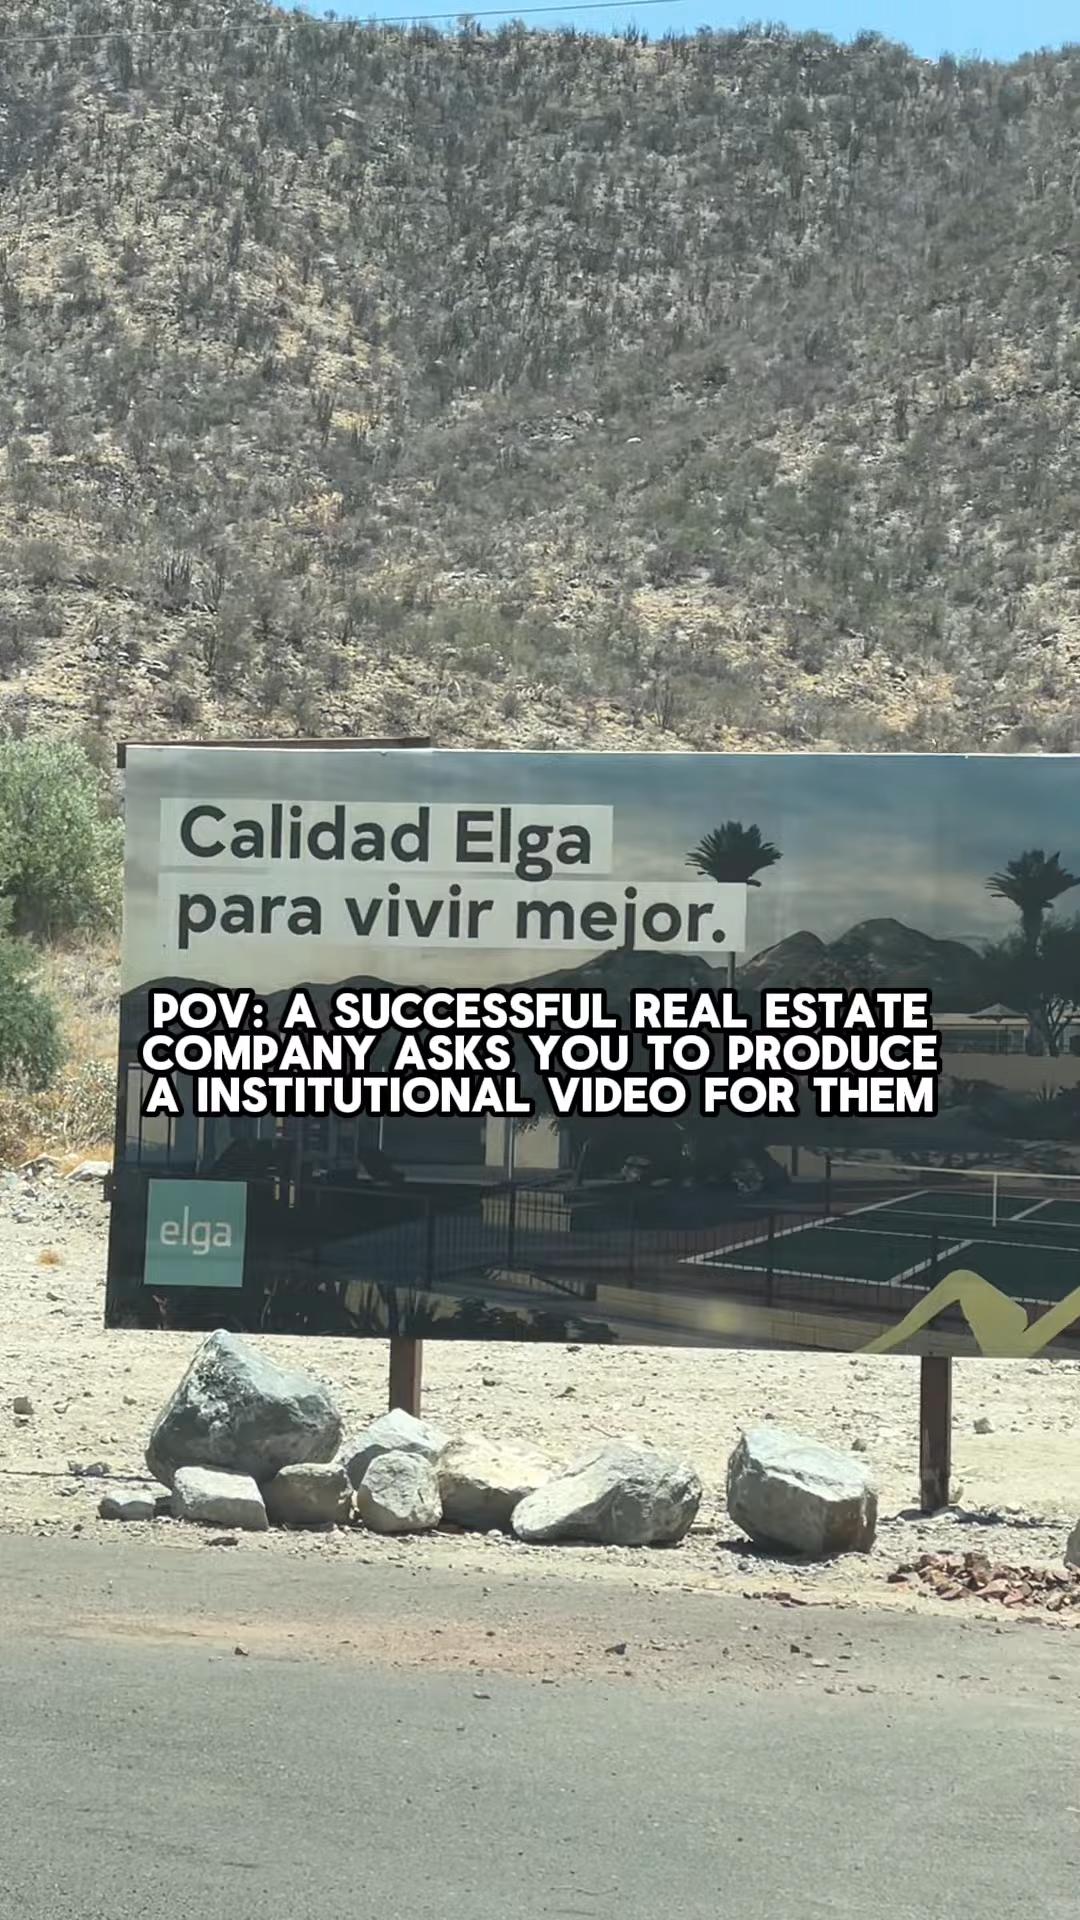 Calidad Elga
para vivir mejor.
POV: A SUCCESSFUL REAL ESTATE
COMPANY ASKS YOU TO PRODUCE
A INSTITUTIONAL VIDEO FOR THEM
elga